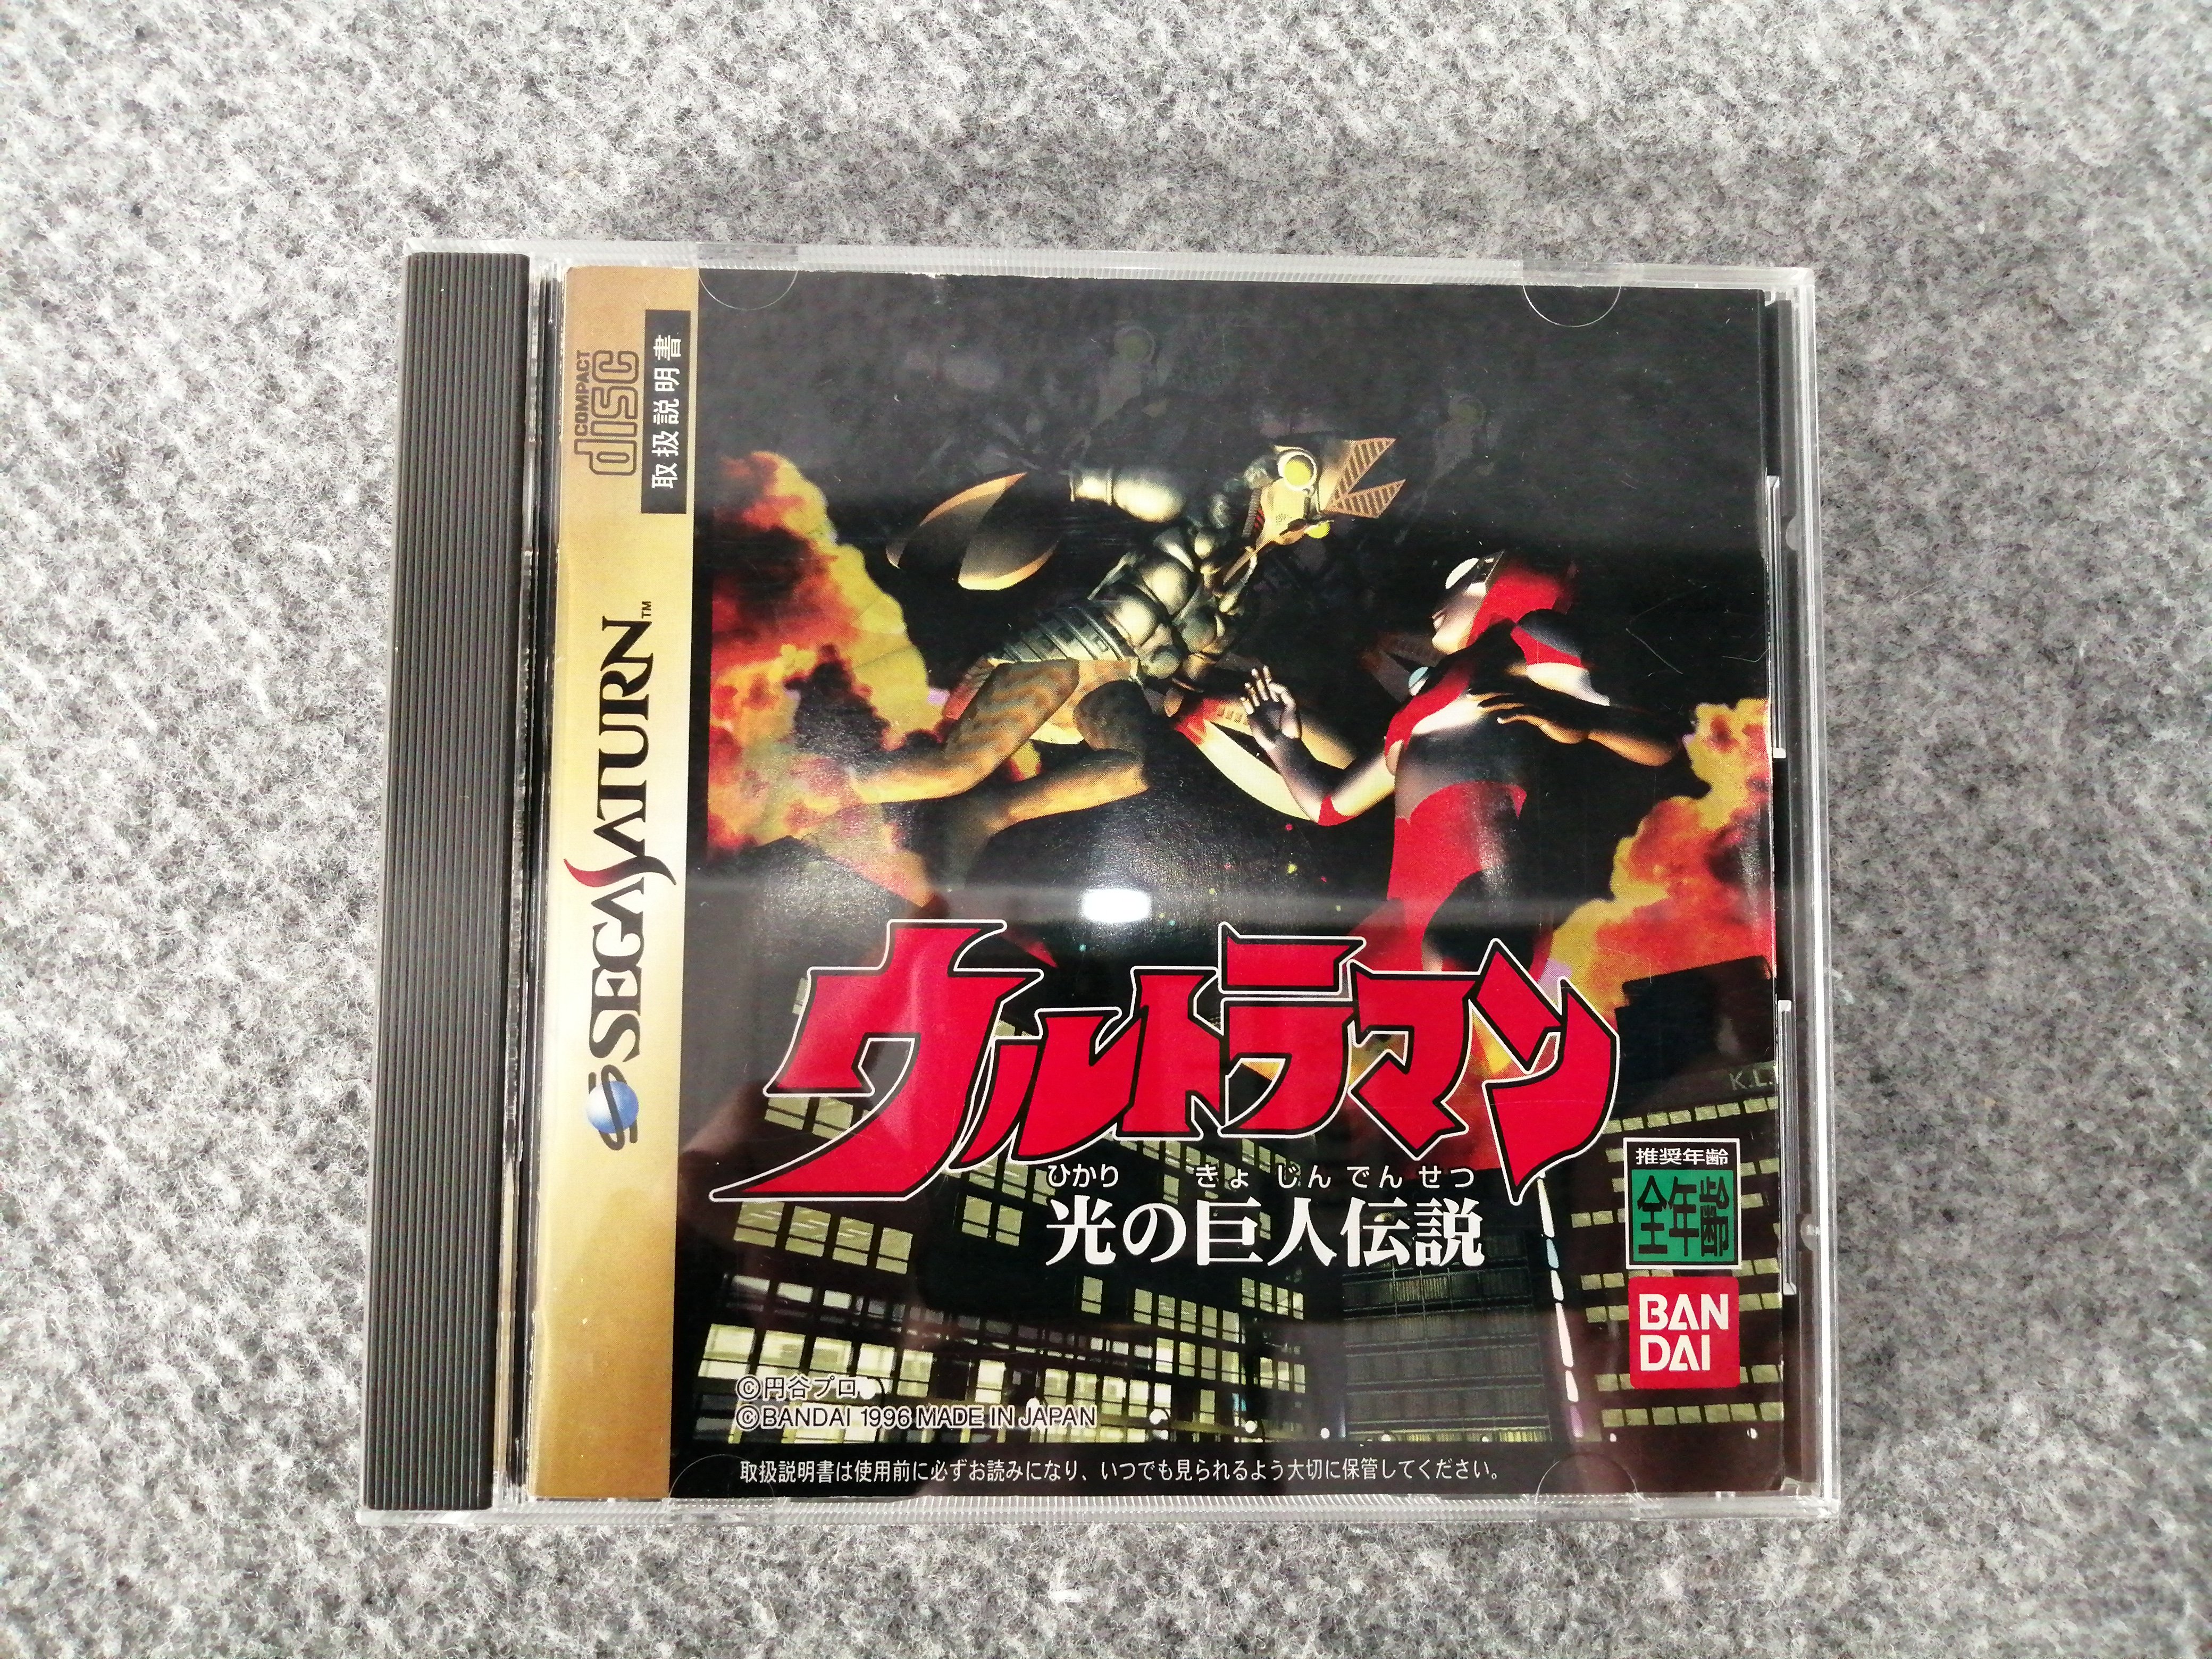 COMPACT
disc
取扱説明書
SEGA SATURN™
ウルトラマン
ひかり きょ じん でん せつ
光の巨人伝説
K.L.
推奨年齢
全年齢
BAN
DAI
©円谷プロ
©BANDAI 1996 MADE IN JAPAN
取扱説明書は使用前に必ずお読みになり、いつでも見られるよう大切に保管してください。